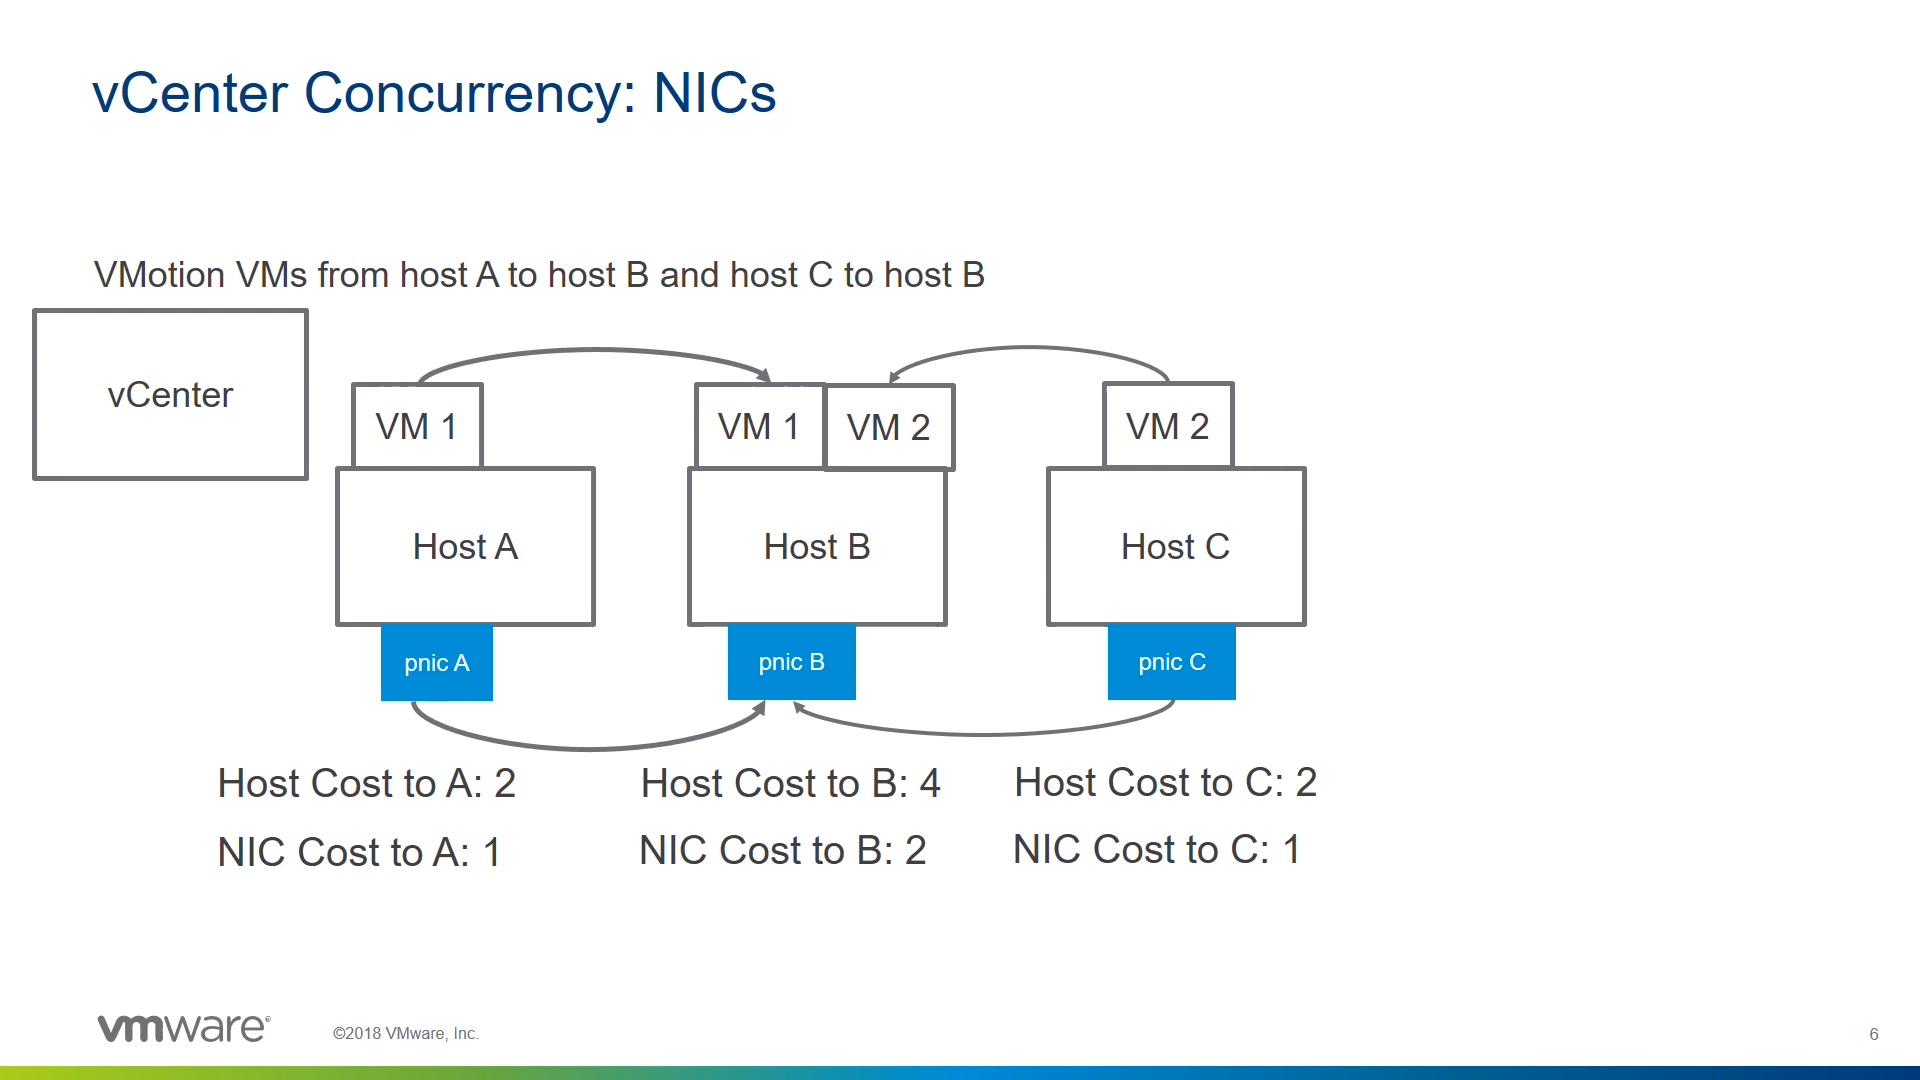 vCenter Concurrency: NICs
VMotion VMs from host A to host B and host C to host B
vCenter
VM 1
VM 1
VM 2
VM 2
Host A
Host B
Host C
pnic A
pnic B
pnic C
Host Cost to A: 2
Host Cost to B: 4
Host Cost to C: 2
NIC Cost to A: 1
NIC Cost to B: 2
NIC Cost to C: 1
vmware®
©2018 VMware, Inc.
6